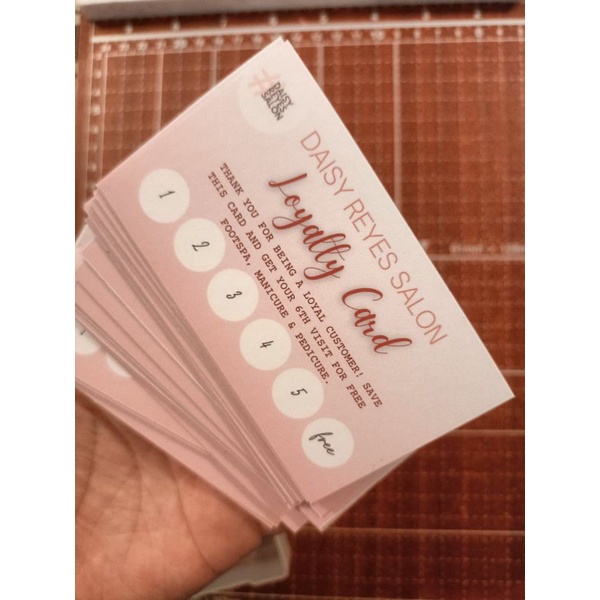 #
DAISY
REYES
SALON
DAISY REYES SALON
Loyalty Card
THANK YOU FOR BEING A LOYAL CUSTOMER! SAVE
THIS CARD AND GET YOUR 6TH VISIT FOR FREE
FOOTSPA, MANICURE & PEDICURE.
1
2
3
4
5
free